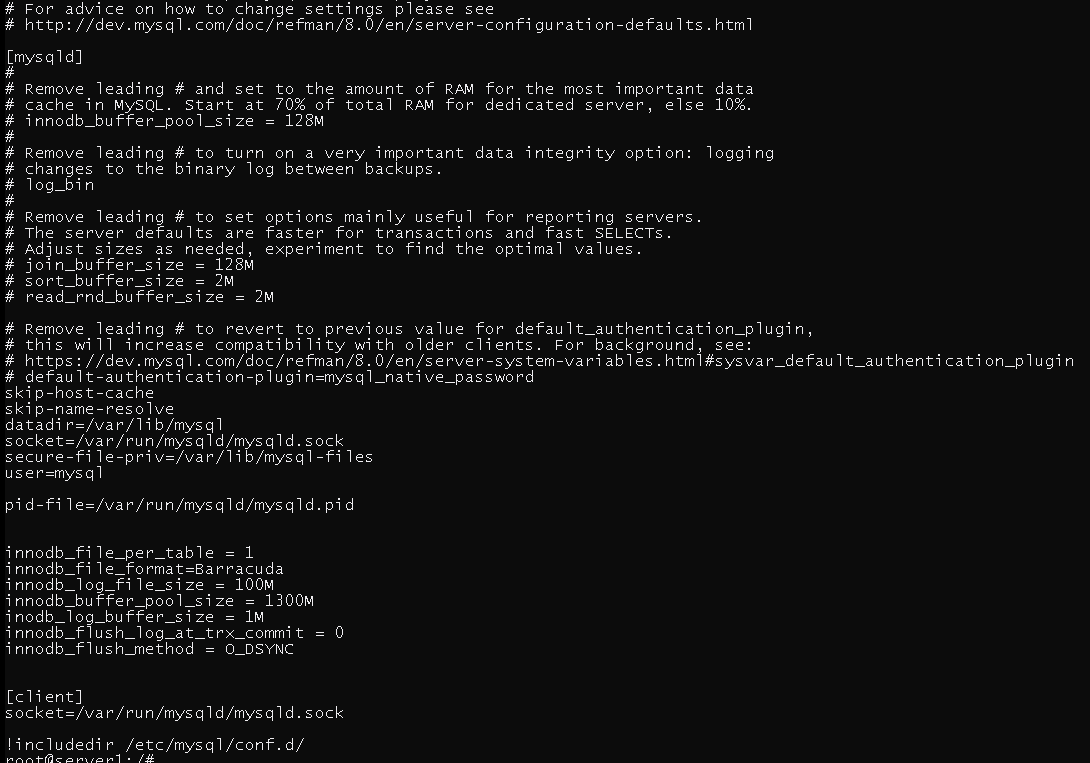 # For advice on how to change settings please see
# http://dev.mysql.com/doc/refman/8.0/en/server-configuration-defaults.html
[mysqld]
#
# Remove leading # and set to the amount of RAM for the most important data
# cache in MySQL. Start at 70% of total RAM for dedicated server, else 10%.
# innodb_buffer_pool_size = 128M
#
# Remove leading # to turn on a very important data integrity option: logging
# changes to the binary log between backups.
# log_bin
#
# Remove leading # to set options mainly useful for reporting servers.
# The server defaults are faster for transactions and fast SELECTs.
# Adjust sizes as needed, experiment to find the optimal values.
# join_buffer_size = 128M
# sort_buffer_size = 2M
# read_rnd_buffer_size = 2M
# Remove leading # to revert to previous value for default_authentication_plugin,
# this will increase compatibility with older clients. For background, see:
# https://dev.mysql.com/doc/refman/8.0/en/server-system-variables.html#sysvar_default_authentication_plugin
# default-authentication-plugin=mysql_native_password
skip-host-cache
skip-name-resolve
datadir=/var/lib/mysql
socket=/var/run/mysqld/mysqld.sock
secure-file-priv=/var/lib/mysql-files
user=mysql
pid-file=/var/run/mysqld/mysqld.pid
innodb_file_per_table = 1
innodb_file_format=Barracuda
innodb_log_file_size = 100M
innodb_buffer_pool_size = 1300M
inodb_log_buffer_size = 1M
innodb_flush_log_at_trx_commit = 0
innodb_flush_method = O_DSYNC
[client]
socket=/var/run/mysqld/mysqld.sock
!includedir /etc/mysql/conf.d/
root@server1:/#